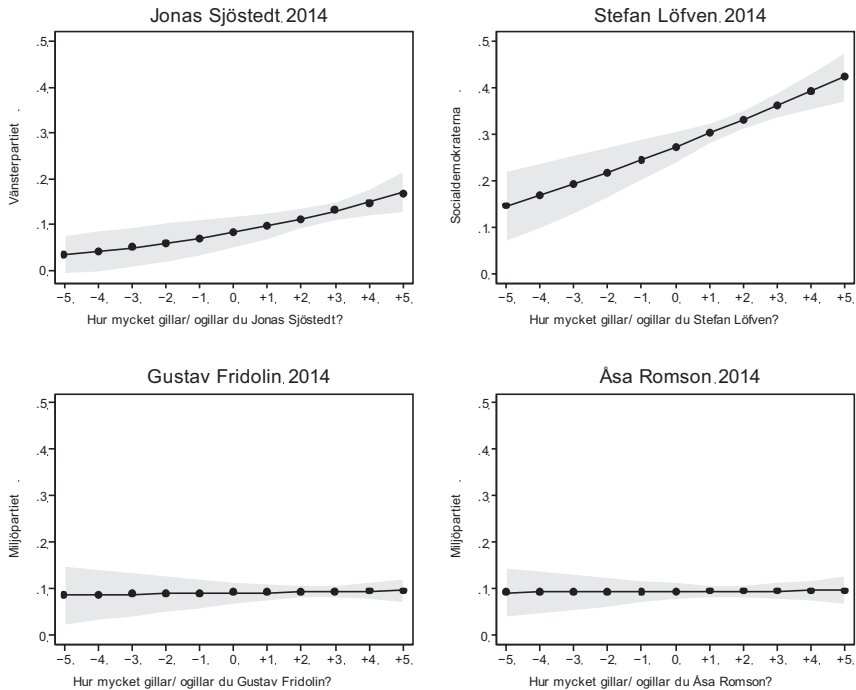 Jonas Sjöstedt, 2014
Vänsterpartiet .
.5,
.4,
.3,
.2,
.1,
0,
−5, −4, −3, −2, −1, 0, +1, +2, +3, +4, +5,
Hur mycket gillar/ ogillar du Jonas Sjöstedt?
Stefan Löfven, 2014
Socialdemokraterna .
.5,
.4,
.3,
.2,
.1,
0,
−5, −4, −3, −2, −1, 0, +1, +2, +3, +4, +5,
Hur mycket gillar/ ogillar du Stefan Löfven?
Gustav Fridolin, 2014
Miljöpartiet .
.5,
.4,
.3,
.2,
.1,
0,
−5, −4, −3, −2, −1, 0, +1, +2, +3, +4, +5,
Hur mycket gillar/ ogillar du Gustav Fridolin?
Åsa Romson, 2014
Miljöpartiet .
.5,
.4,
.3,
.2,
.1,
0,
−5, −4, −3, −2, −1, 0, +1, +2, +3, +4, +5,
Hur mycket gillar/ ogillar du Åsa Romson?